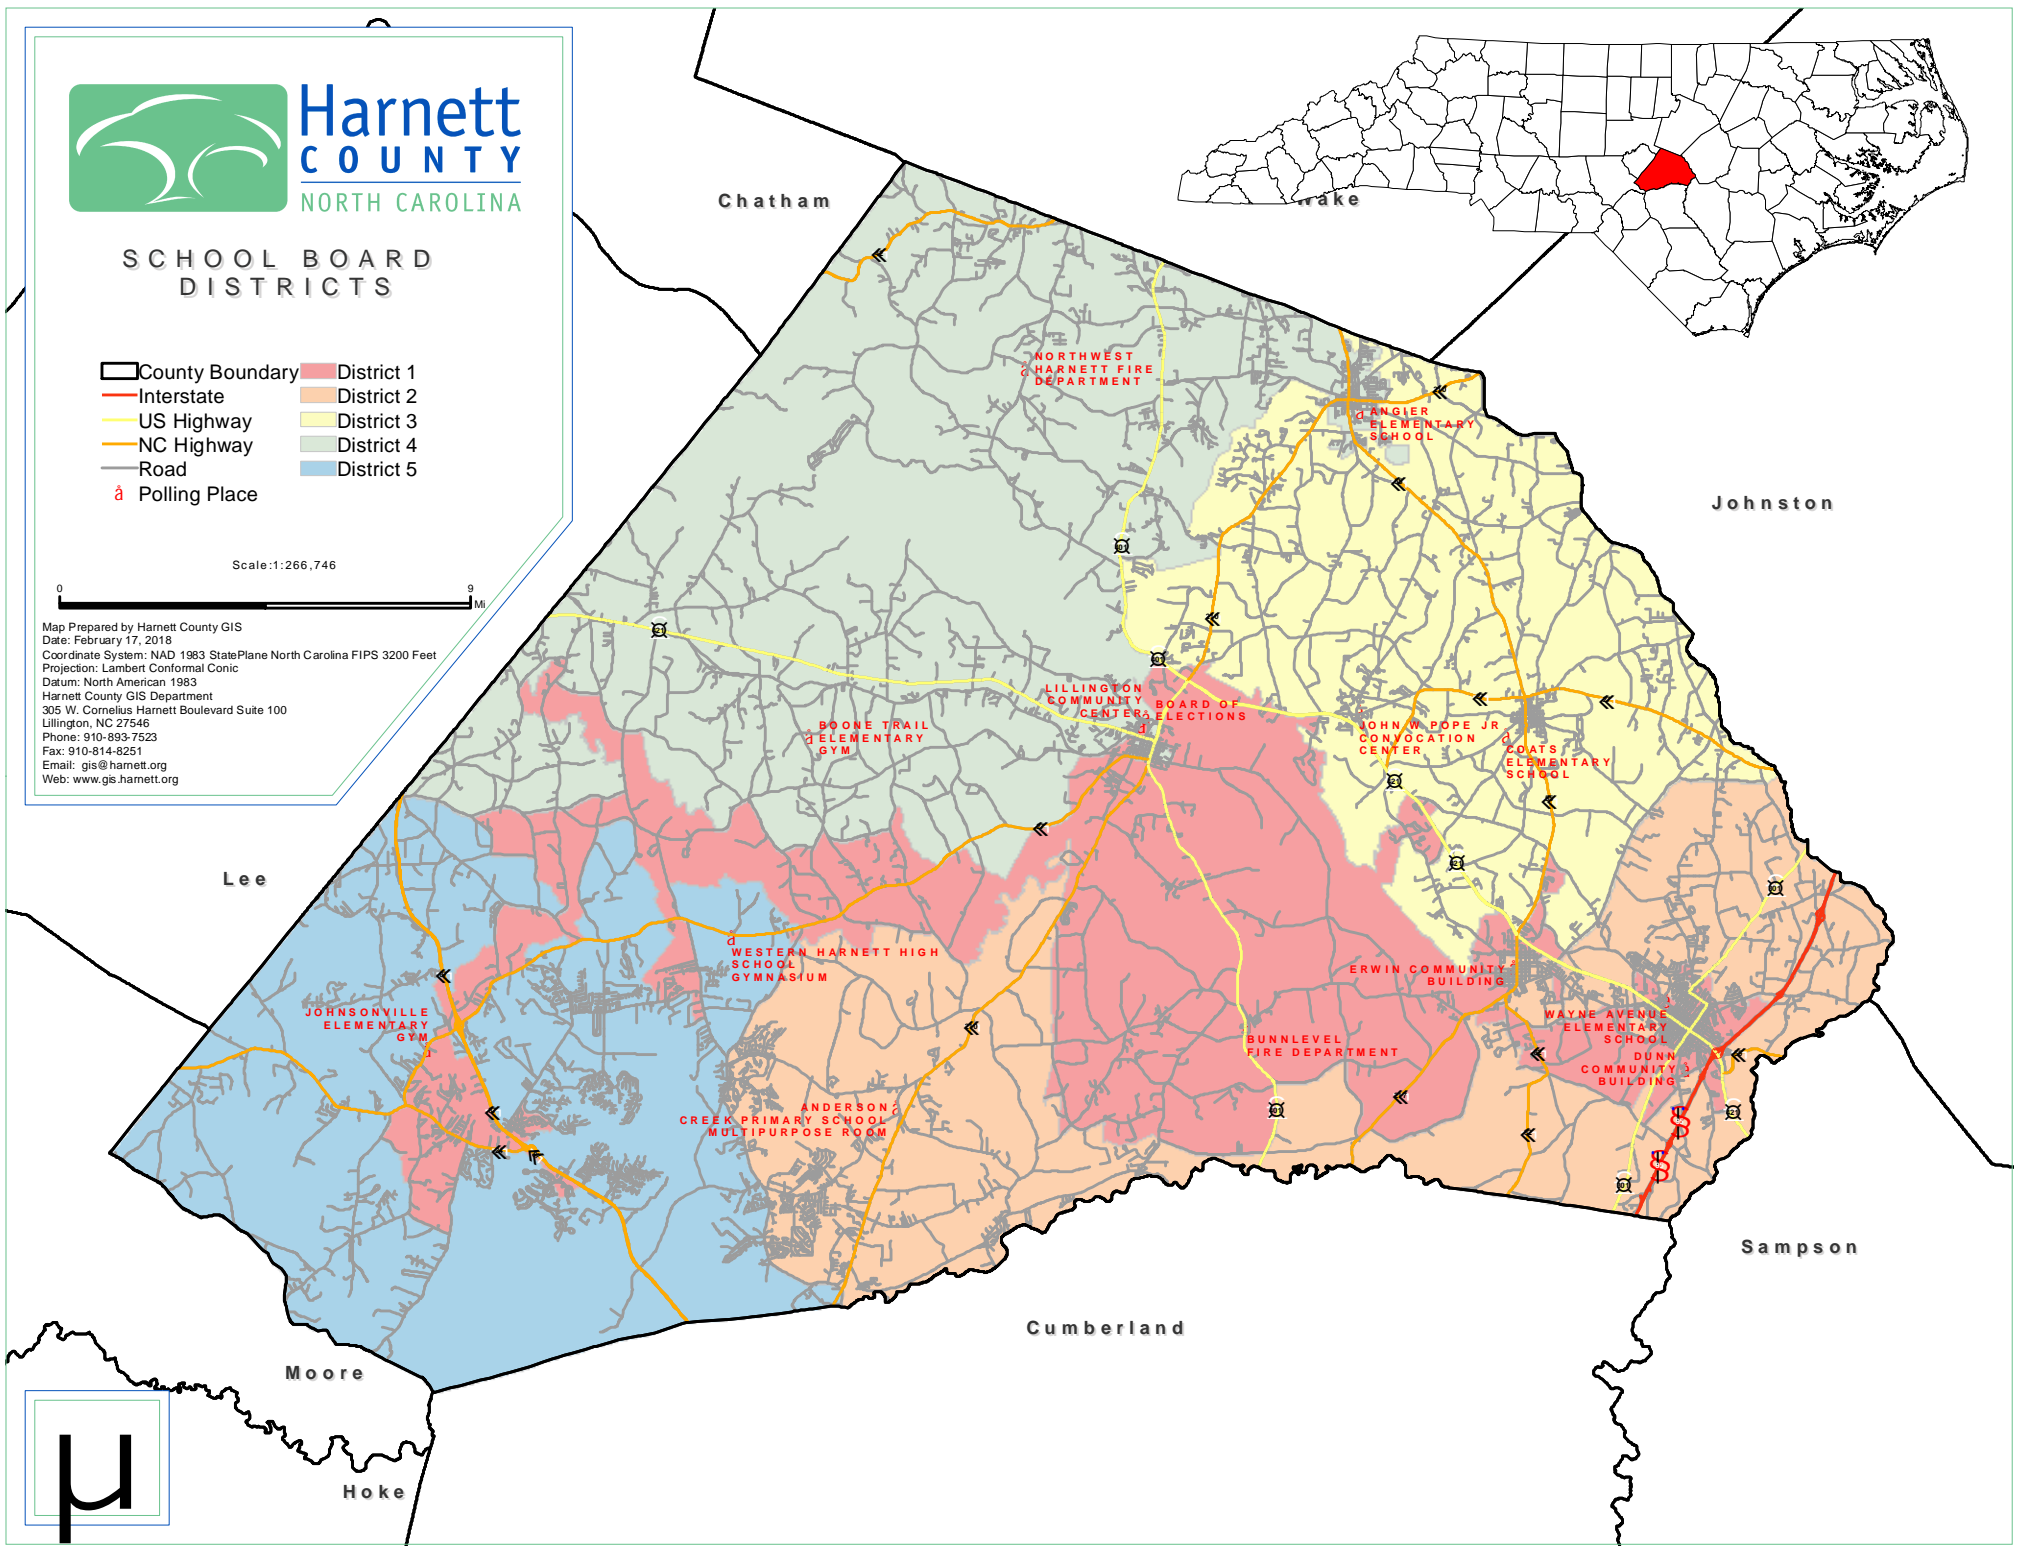 Harnett
COUNTY
NORTH CAROLINA
SCHOOL BOARD
DISTRICTS
County Boundary
Interstate
US Highway
NC Highway
Road
å Polling Place
District 1
District 2
District 3
District 4
District 5
Scale:1:266,746
0 9
Mi
Map Prepared by Harnett County GIS
Date: February 17, 2018
Coordinate System: NAD 1983 StatePlane North Carolina FIPS 3200 Feet
Projection: Lambert Conformal Conic
Datum: North American 1983
Harnett County GIS Department
305 W. Cornelius Harnett Boulevard Suite 100
Lillington, NC 27546
Phone: 910-893-7523
Fax: 910-814-8251
Email: gis@harnett.org
Web: www.gis.harnett.org
Chatham
Wake
Johnston
Lee
Sampson
Cumberland
Moore
Hoke
NORTHWEST
HARNETT FIRE
DEPARTMENT
ANGIER
ELEMENTARY
SCHOOL
LILLINGTON
COMMUNITY
CENTER
BOARD OF
ELECTIONS
BOONE TRAIL
ELEMENTARY
GYM
JOHN W POPE JR
CONVOCATION
CENTER
COATS
ELEMENTARY
SCHOOL
WESTERN HARNETT HIGH
SCHOOL
GYMNASIUM
ERWIN COMMUNITY
BUILDING
JOHNSONVILLE
ELEMENTARY
GYM
WAYNE AVENUE
ELEMENTARY
SCHOOL
BUNNLEVEL
FIRE DEPARTMENT
DUNN
COMMUNITY
BUILDING
ANDERSON
CREEK PRIMARY SCHOOL
MULTIPURPOSE ROOM
µ